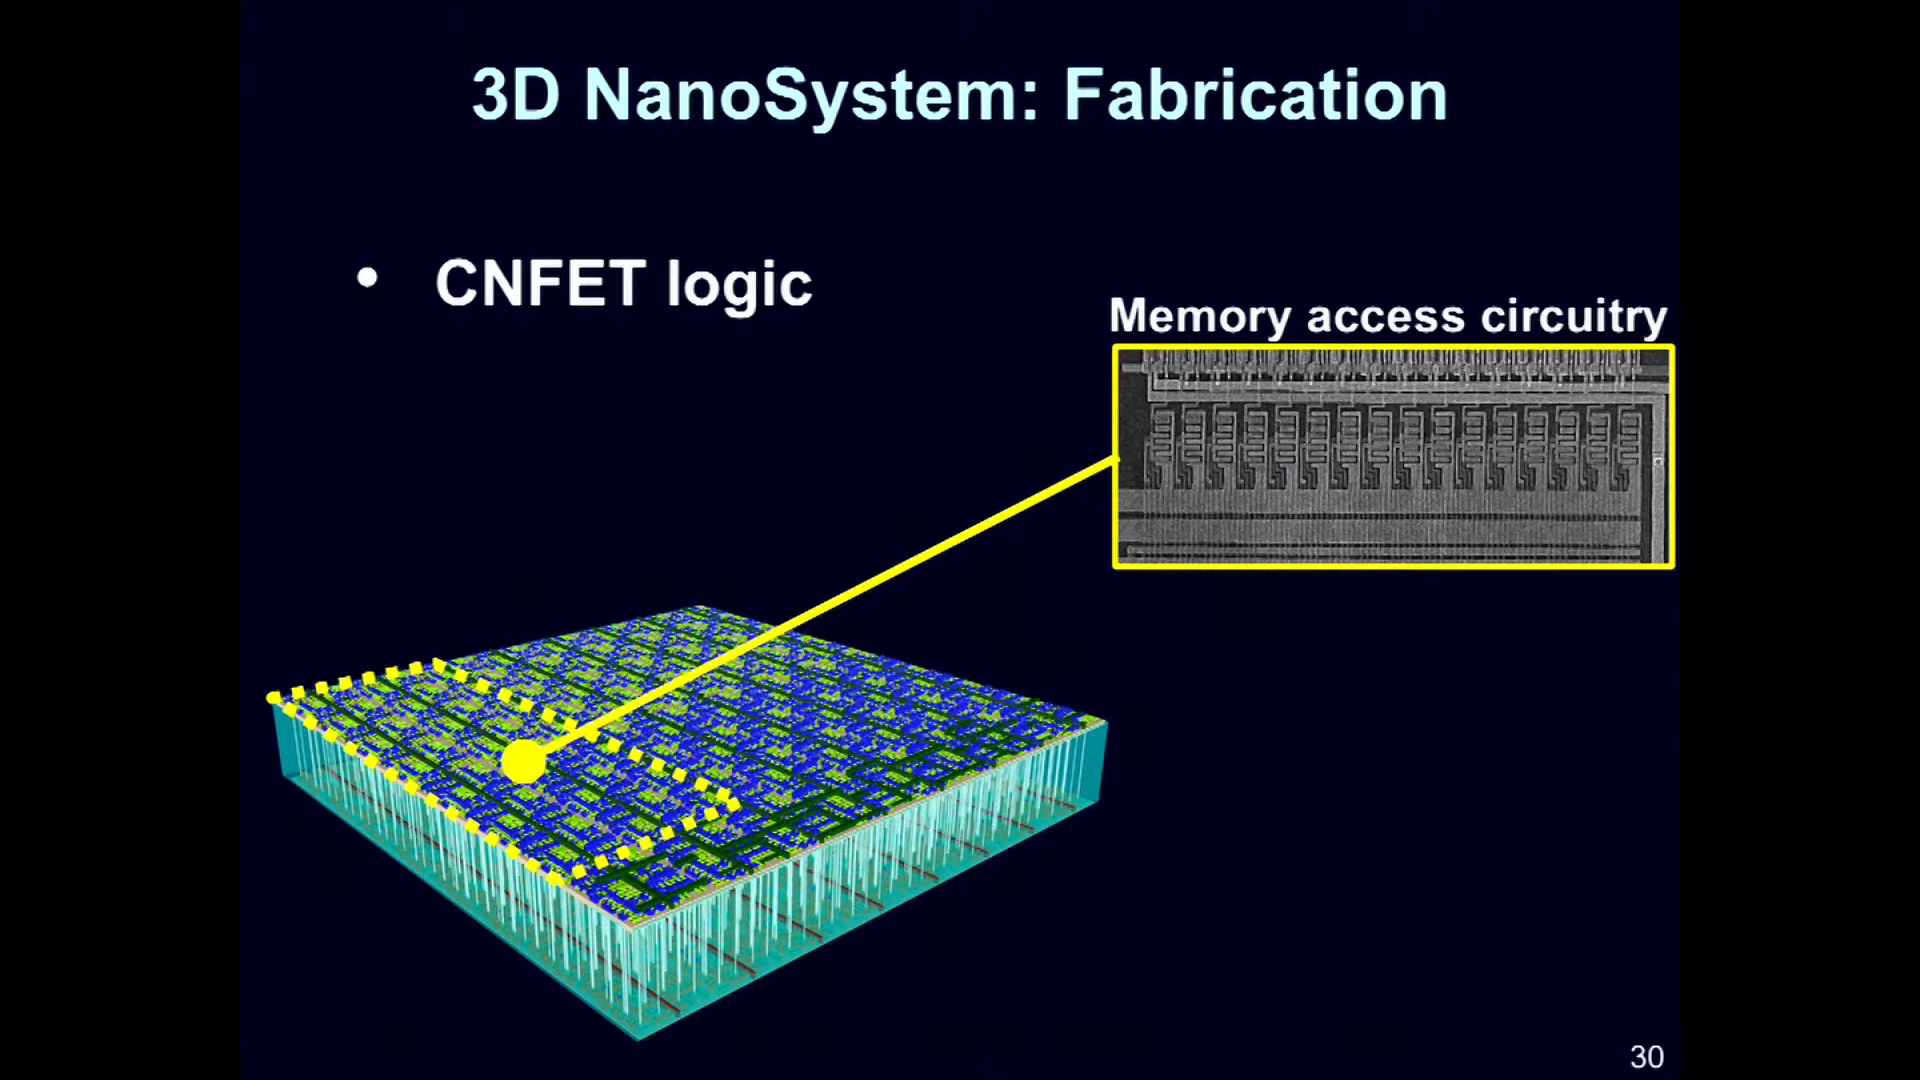 3D NanoSystem: Fabrication
• CNFET logic
Memory access circuitry
30